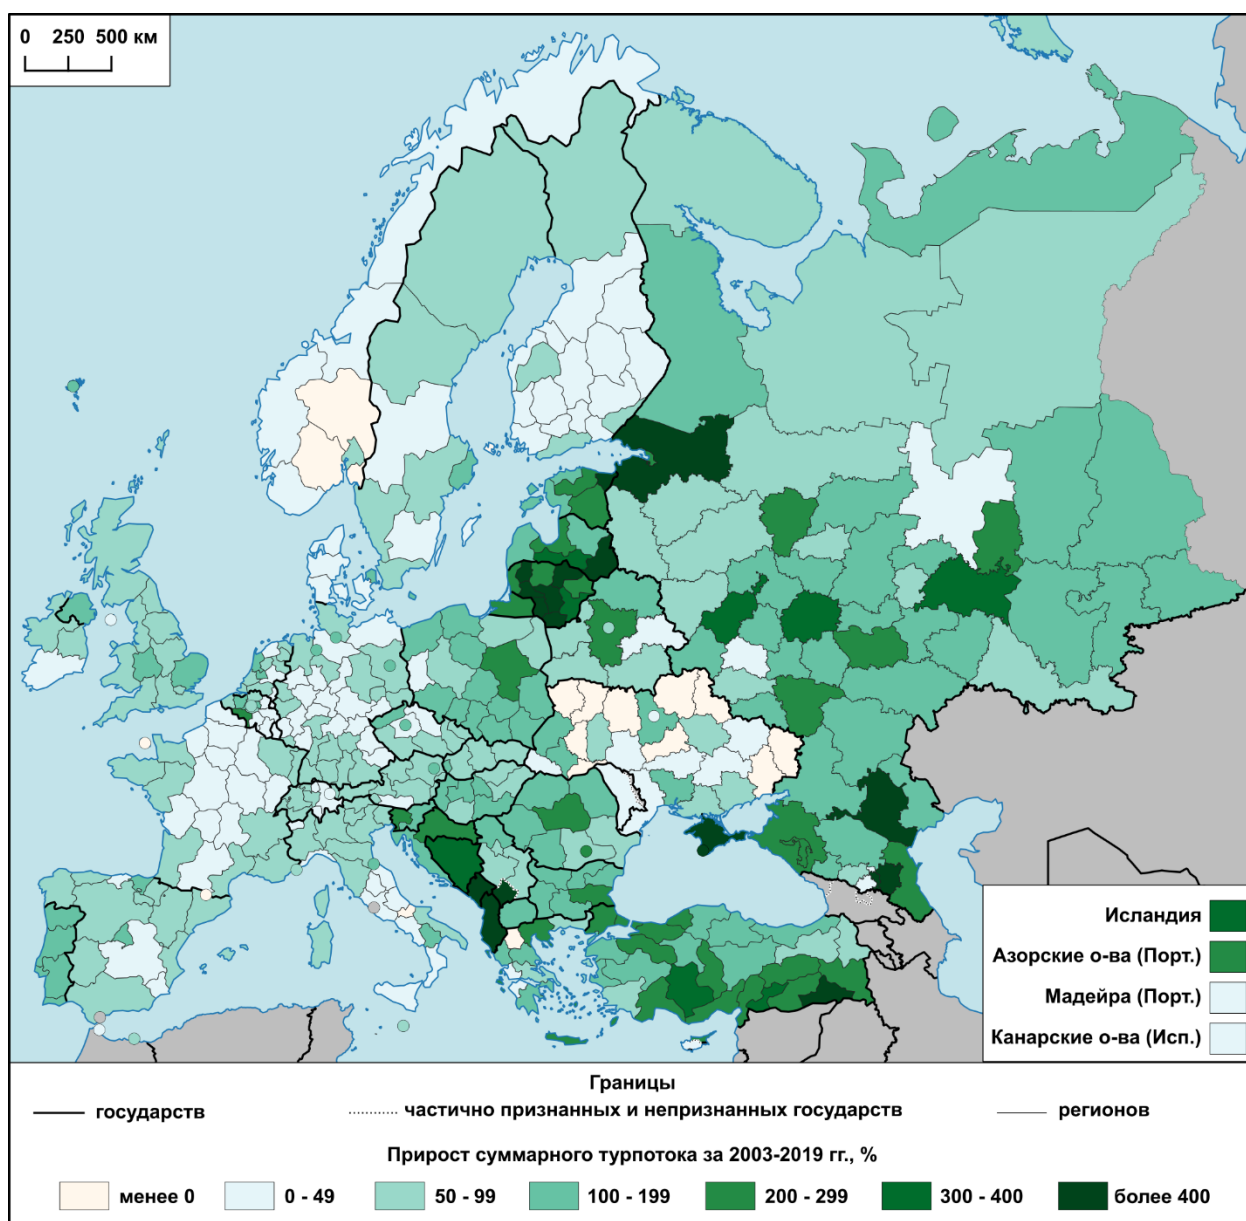 0 250 500 км
Исландия
Азорские о-ва (Порт.)
Мадейра (Порт.)
Канарские о-ва (Исп.)
Границы
государств частично признанных и непризнанных государств регионов
Прирост суммарного турпотока за 2003-2019 гг., %
менее 0 0 - 49 50 - 99 100 - 199 200 - 299 300 - 400 более 400